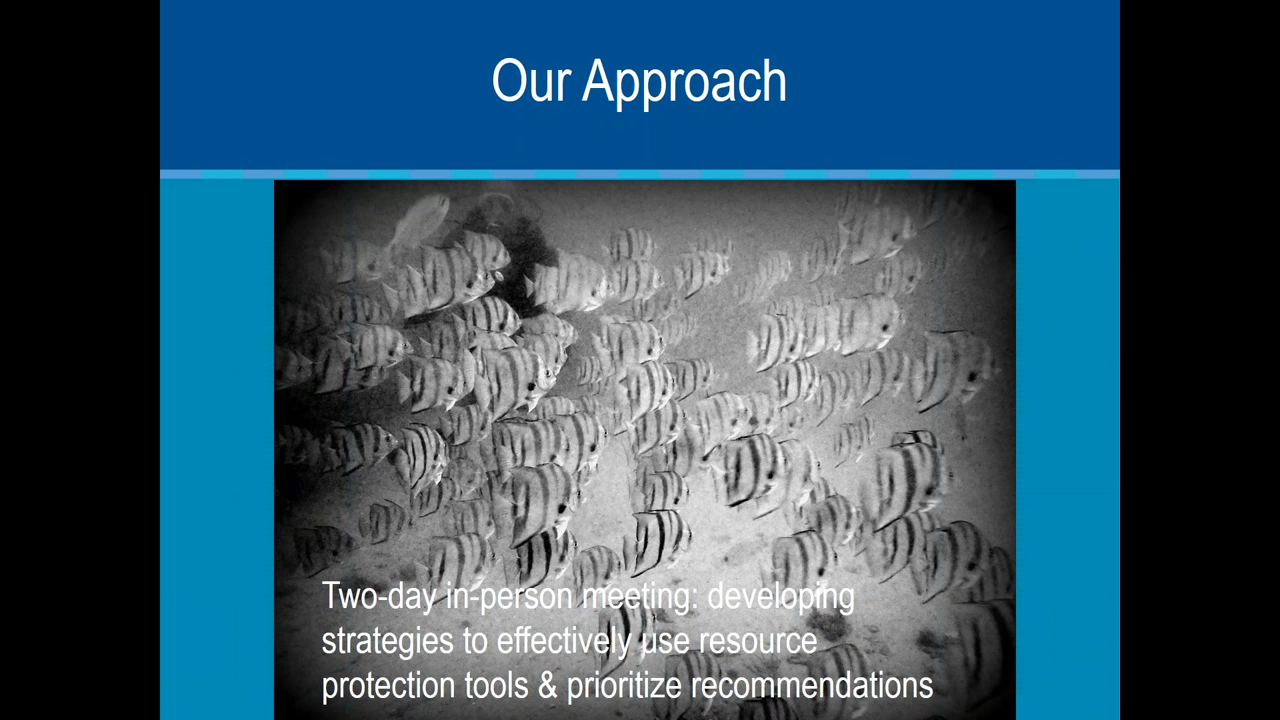 Our Approach
Two-day in-person meeting: developing
strategies to effectively use resource
protection tools & prioritize recommendations